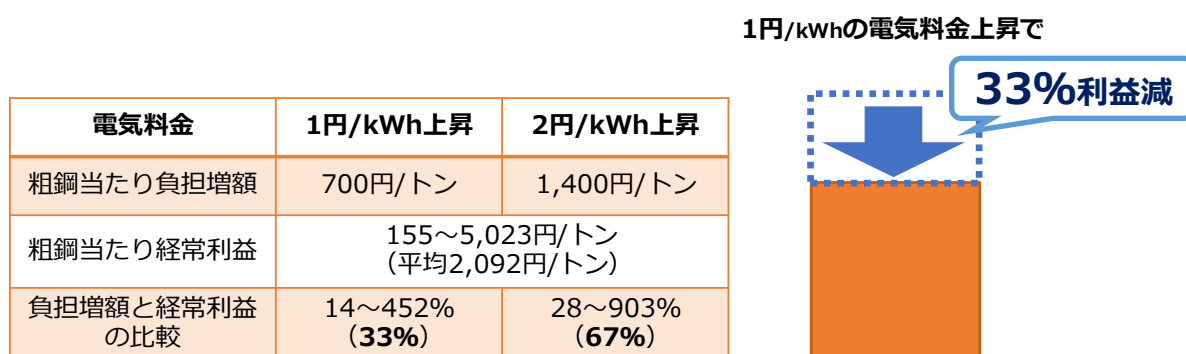 1円/kWhの電気料金上昇で
33%利益減
電気料金 1円/kWh上昇 2円/kWh上昇
粗鋼当たり負担増額 700円/トン 1,400円/トン
粗鋼当たり経常利益 155～5,023円/トン
（平均2,092円/トン）
負担増額と経常利益
の比較
14～452%
（33%）
28～903%
（67%）